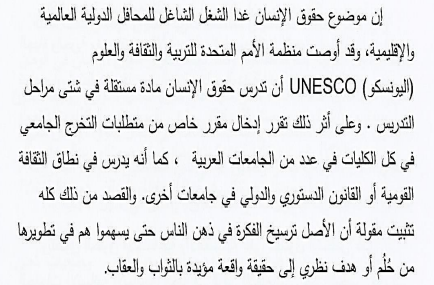 إن موضوع حقوق الإنسان غدا الشغل الشاغل للمحافل الدولية العالمية
والإقليمية، وقد أوصت منظمة الأمم المتحدة للتربية والثقافة والعلوم
(اليونسكو) UNESCO أن تدرس حقوق الإنسان مادة مستقلة في شتى مراحل
التدريس . وعلى أثر ذلك تقرر إدخال مقرر خاص من متطلبات التخرج الجامعي
في كل الكليات في عدد من الجامعات العربية ، كما أنه يدرس في نطاق الثقافة
القومية أو القانون الدستوري والدولي في جامعات أخرى. والقصد من ذلك كله
تثبيت مقولة أن الأصل ترسيخ الفكرة في ذهن الناس حتى يسهموا هم في تطويرها
من حُلُم أو هدف نظري إلى حقيقة واقعة مؤيدة بالثواب والعقاب.